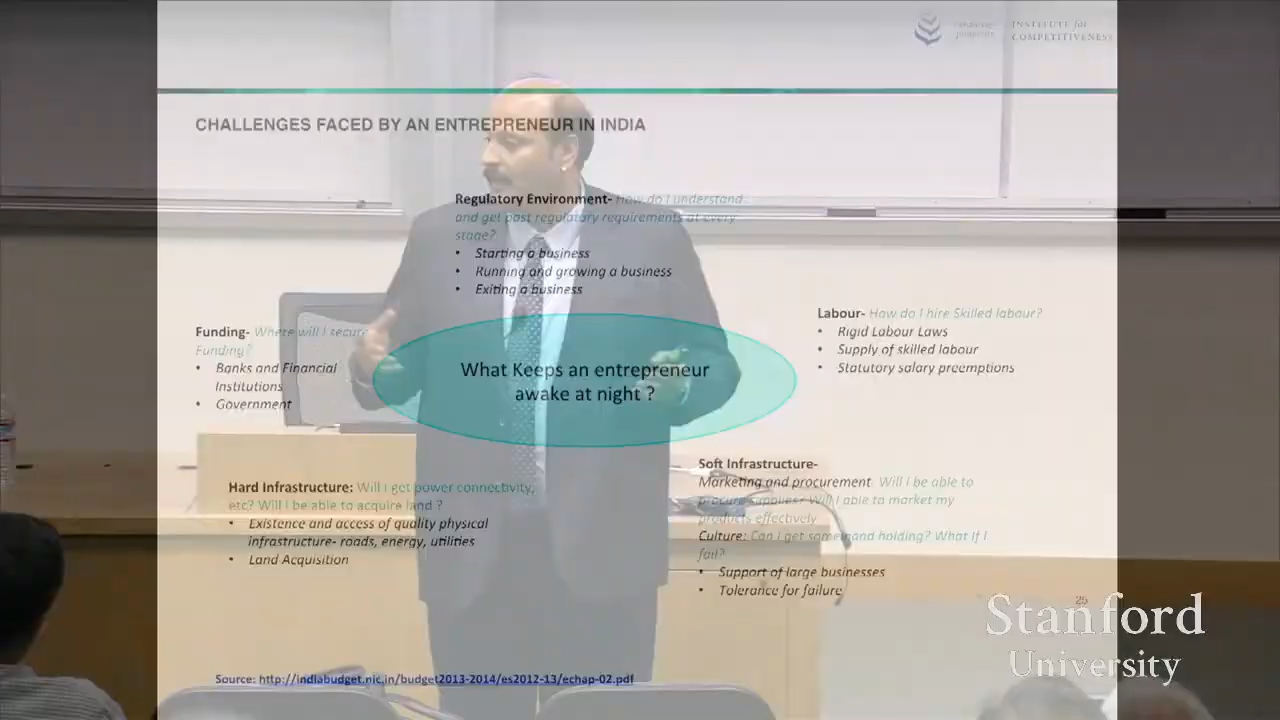 INSTITUTE for
COMPETITIVENESS
CHALLENGES FACED BY AN ENTREPRENEUR IN INDIA
Regulatory Environment- How do I understand
and get past regulatory requirements at every
stage?
• Starting a business
• Running and growing a business
• Exiting a business
Funding- Where will I secure
Funding?
• Banks and Financial
Institutions
• Government
Labour- How do I hire Skilled labour?
• Rigid Labour Laws
• Supply of skilled labour
• Statutory salary preemptions
What Keeps an entrepreneur
awake at night ?
Hard Infrastructure: Will I get power connectivity,
etc? Will I be able to acquire land ?
• Existence and access of quality physical
infrastructure- roads, energy, utilities
• Land Acquisition
Soft Infrastructure-
Marketing and procurement Will I be able to
procure supplies? Will I able to market my
products effectively
Culture: Can I get some hand holding? What If I
fail?
• Support of large businesses
• Tolerance for failure
25
Stanford
University
Source: http://indiabudget.nic.in/budget2013-2014/es2012-13/echap-02.pdf